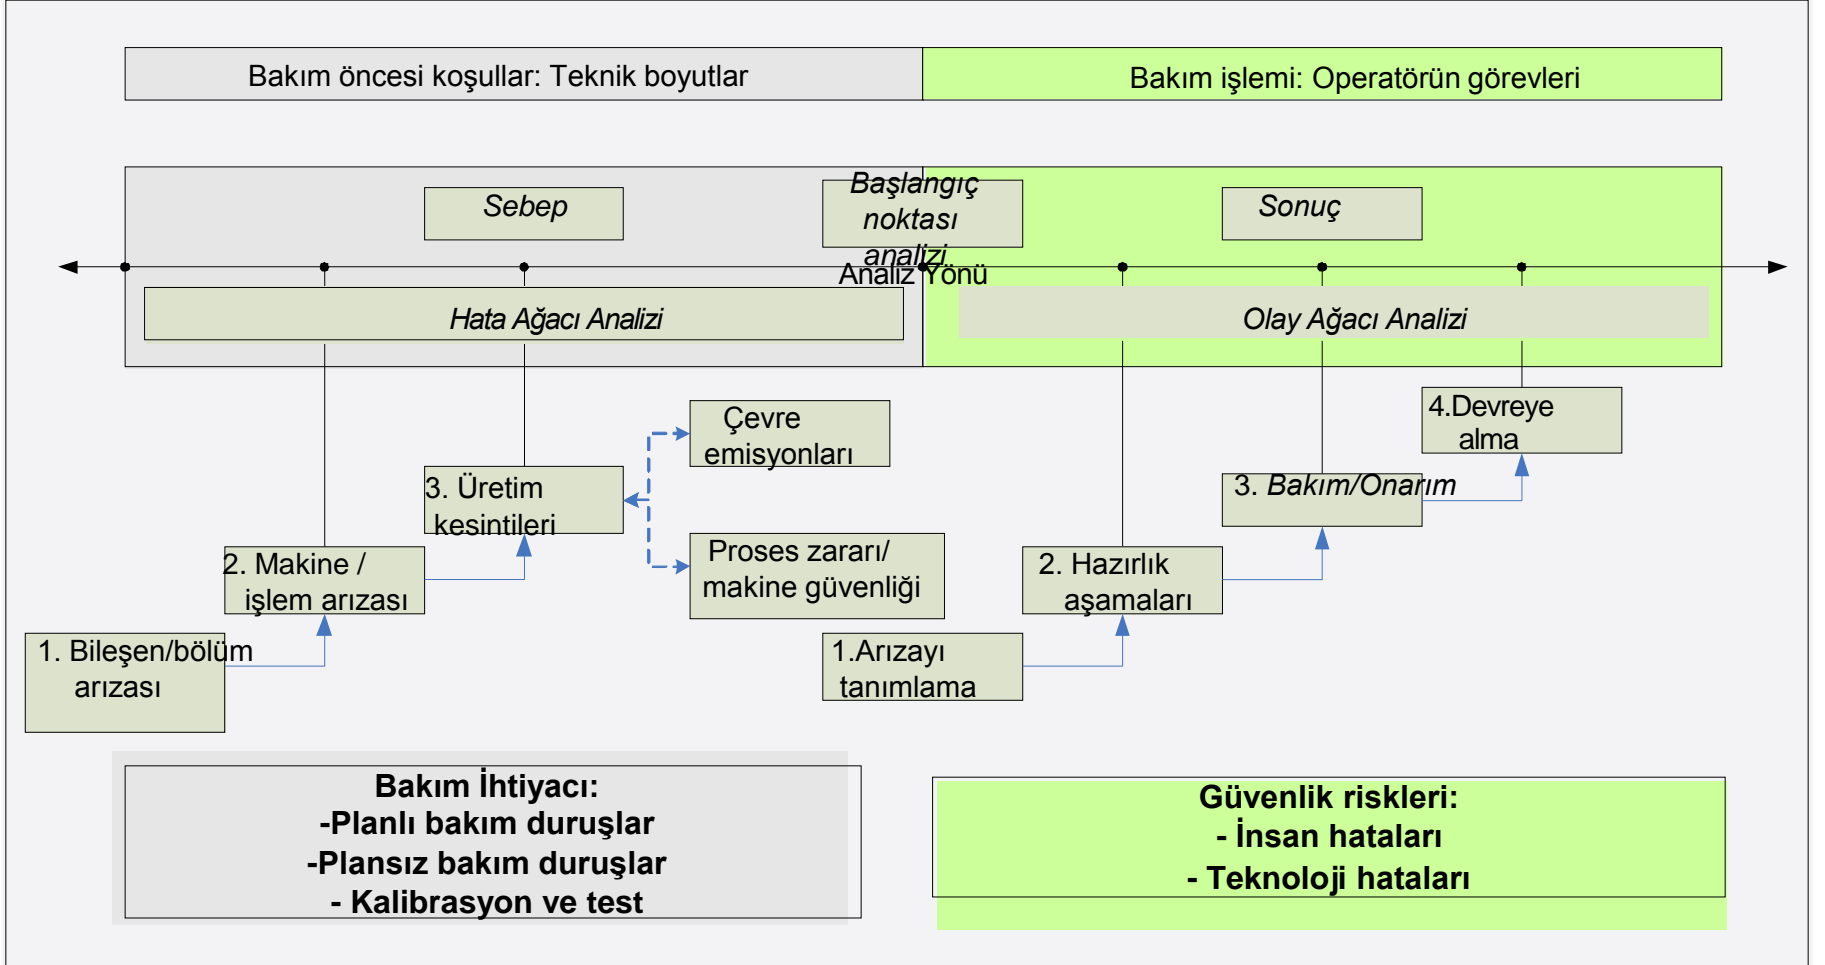 Bakım öncesi koşullar: Teknik boyutlar
Bakım işlemi: Operatörün görevleri
Sebep
Başlangıç
noktası
analizi
Sonuç
Analiz Yönü
Hata Ağacı Analizi
Olay Ağacı Analizi
Çevre
emisyonları
4.Devreye
alma
3. Üretim
kesintileri
3. Bakım/Onarım
Proses zararı/
makine güvenliği
2. Makine /
işlem arızası
2. Hazırlık
aşamaları
1. Bileşen/bölüm
arızası
1.Arızayı
tanımlama
Bakım İhtiyacı:
-Planlı bakım duruşlar
-Plansız bakım duruşlar
- Kalibrasyon ve test
Güvenlik riskleri:
- İnsan hataları
- Teknoloji hataları